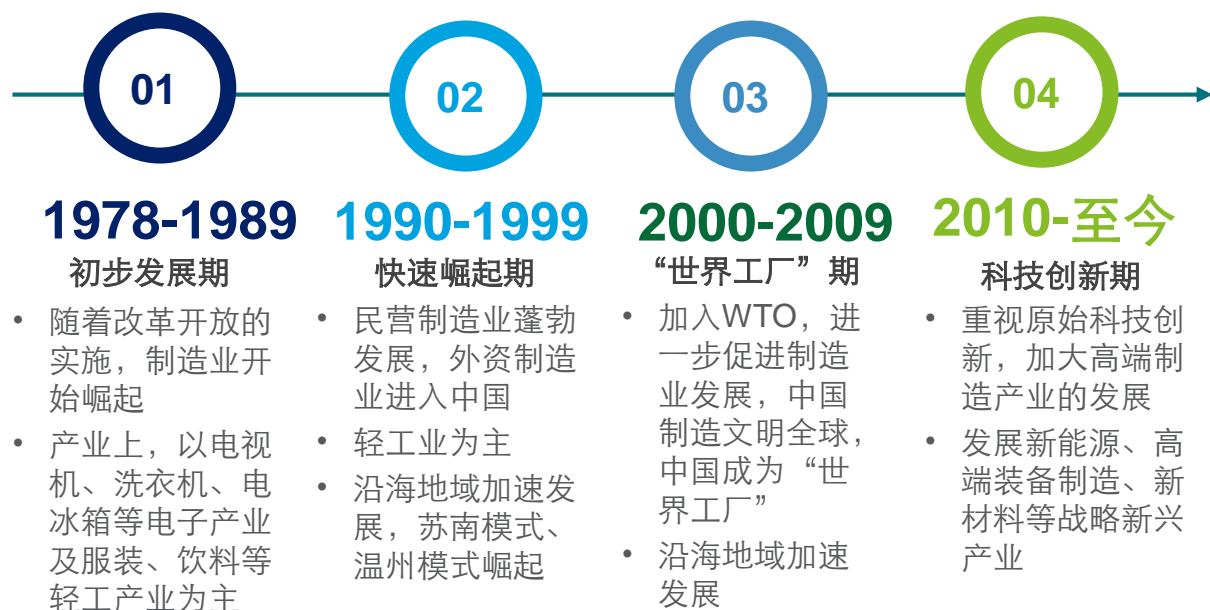 01
02
03
04
1978-1989
初步发展期
• 随着改革开放的
实施，制造业开
始崛起
• 产业上，以电视
机、洗衣机、电
冰箱等电子产业
及服装、饮料等
轻工产业为主
1990-1999
快速崛起期
• 民营制造业蓬勃
发展，外资制造
业进入中国
• 轻工业为主
• 沿海地域加速发
展，苏南模式、
温州模式崛起
2000-2009
“世界工厂”期
• 加入WTO，进
一步促进制造
业发展，中国
制造文明全球，
中国成为“世
界工厂”
• 沿海地域加速
发展
2010-至今
科技创新期
• 重视原始科技创
新，加大高端制
造产业的发展
• 发展新能源、高
端装备制造、新
材料等战略新兴
产业